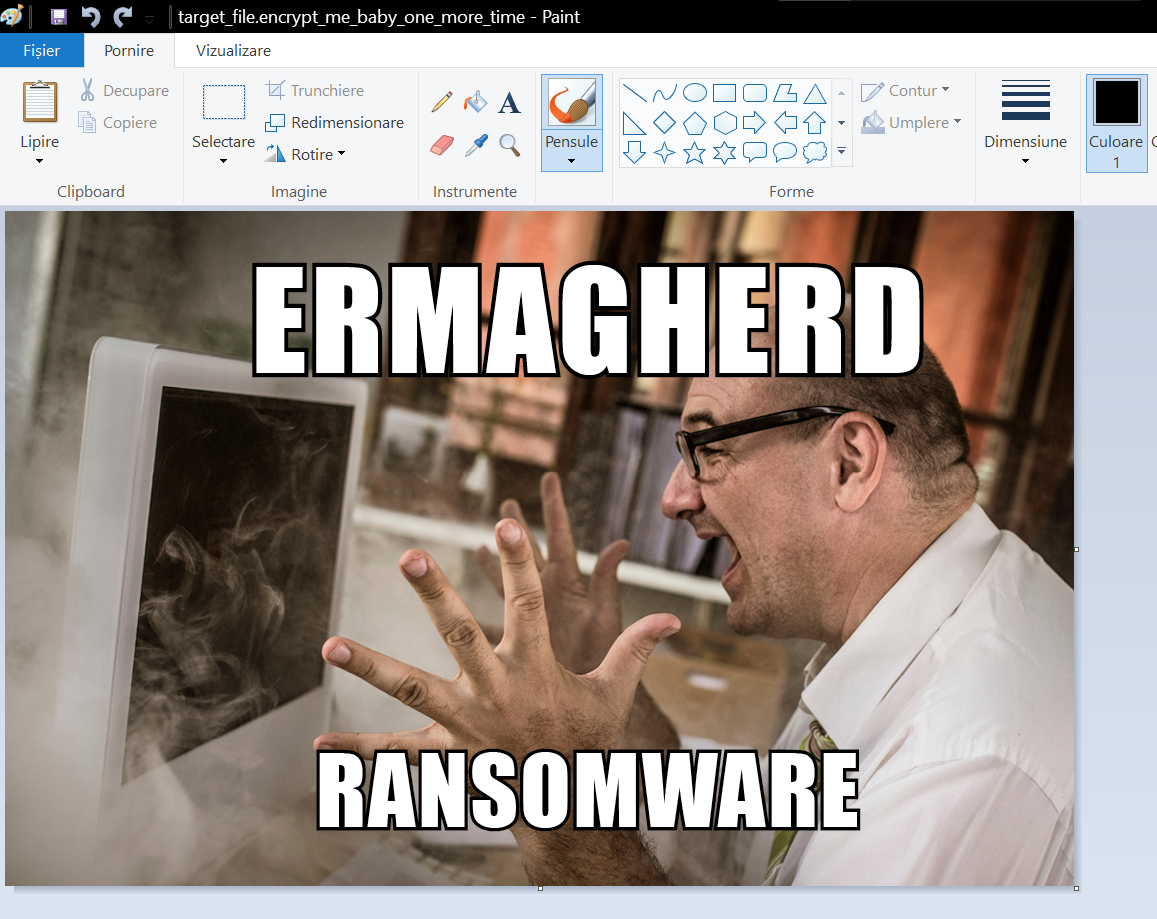 target_file.encrypt_me_baby_one_more_time - Paint
Fișier Pornire Vizualizare
Lipire
Decupare
Copiere
Clipboard
Selectare
Trunchiere
Redimensionare
Rotire
Imagine
A
Instrumente
Pensule
Contur
Umplere
Forme
Dimensiune
Culoare
1
ERMAGHERD
RANSOMWARE